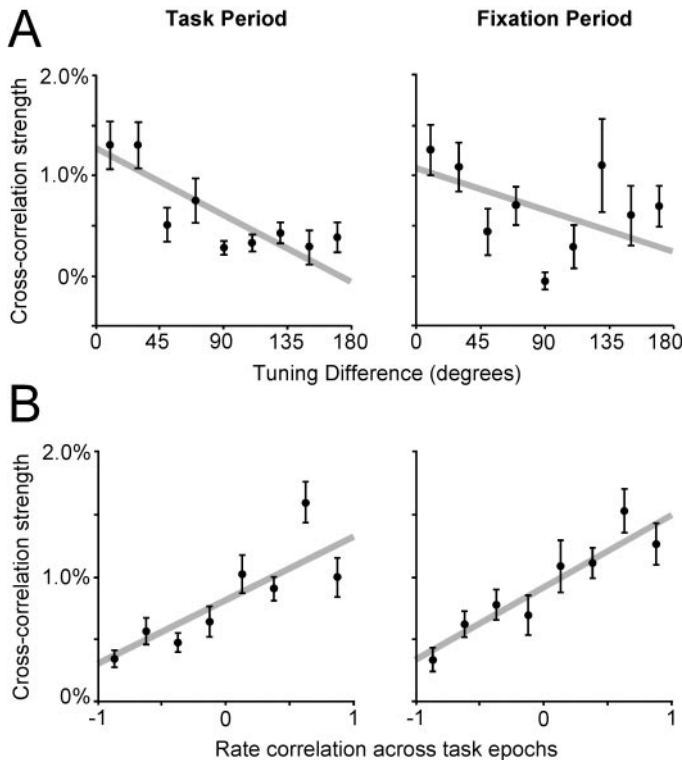 A
Task Period
Fixation Period
Cross-correlation strength
2.0%
1.0%
0%
0 45 90 135 180
0 45 90 135 180
Tuning Difference (degrees)
B
Cross-correlation strength
2.0%
1.0%
0%
-1 0 1
-1 0 1
Rate correlation across task epochs